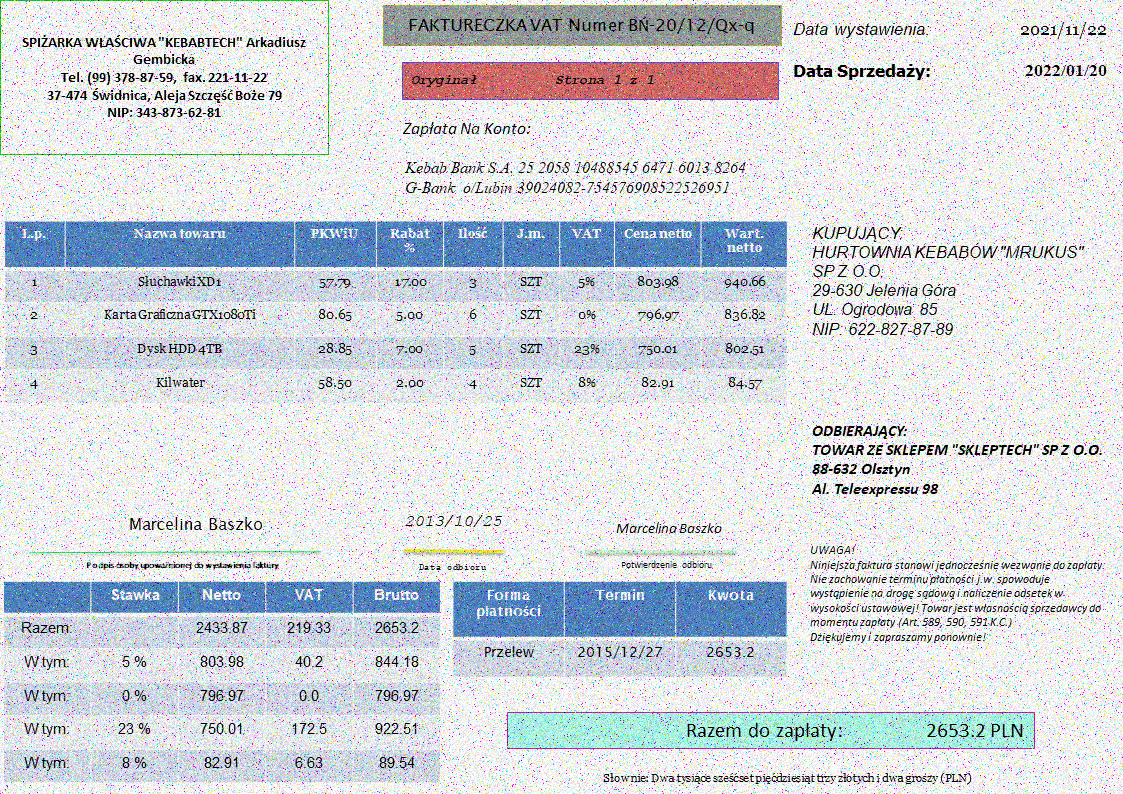 SPIŻARKA WŁAŚCIWA "KEBABTECH" Arkadiusz
Gembicka
Tel. (99) 378-87-59, fax. 221-11-22
37-474 Świdnica, Aleja Szczęść Boże 79
NIP: 343-873-62-81
FAKTURECZKA VAT Numer BN-20/12/Qx-q
Oryginał Strona 1 z 1
Data wystawienia: 2021/11/22
Data Sprzedaży: 2022/01/20
Zapłata Na Konto:
Kebab Bank S.A. 25 2058 10488545 6471 6013 8264
G-Bank o/Lubin 39024082-754576908522526951
L.p. Nazwa towaru PKWiU Rabat % Ilość J.m. VAT Cena netto Wart. netto
1 Słuchawki XD1 57.79 17.00 3 SZT 5% 803.98 940.66
2 Karta Graficzna GTX1080Ti 80.65 5.00 6 SZT 0% 796.97 836.82
3 Dysk HDD 4TB 28.85 7.00 5 SZT 23% 750.01 802.51
4 Kilwater 58.50 2.00 4 SZT 8% 82.91 84.57
KUPUJĄCY:
HURTOWNIA KEBABÓW "MRUKUS"
SP Z. O.O.
29-630 Jelenia Góra
UL. Ogrodowa 85
NIP: 622-827-87-89
ODBIERAJĄCY:
TOWAR ZE SKLEPEM "SKLEPTECH" SP Z O.O.
88-632 Olsztyn
Al. Teleexpressu 98
Marcelina Baszko
Podpis osoby upoważnionej do wystawienia faktury
2013/10/25
Data odbioru
Marcelina Baszko
Potwierdzenie odbioru
UWAGA!
Niniejsza faktura stanowi jednocześnie wezwanie do zapłaty.
Nie zachowanie terminu płatności j.w. spowoduje
wystąpienie na drogę sądową i naliczenie odsetek w
wysokości ustawowej! Towar jest własnością sprzedawcy do
momentu zapłaty (Art. 589, 590, 591 K.C.)
Dziękujemy i zapraszamy ponownie!
Stawka Netto VAT Brutto
Razem: 2433.87 219.33 2653.2
W tym: 5 % 803.98 40.2 844.18
W tym: 0 % 796.97 0.0 796.97
W tym: 23 % 750.01 172.5 922.51
W tym: 8 % 82.91 6.63 89.54
Forma płatności Termin Kwota
Przelew 2015/12/27 2653.2
Razem do zapłaty: 2653.2 PLN
Słownie: Dwa tysiące sześćset pięćdziesiąt trzy złotych i dwa groszy (PLN)